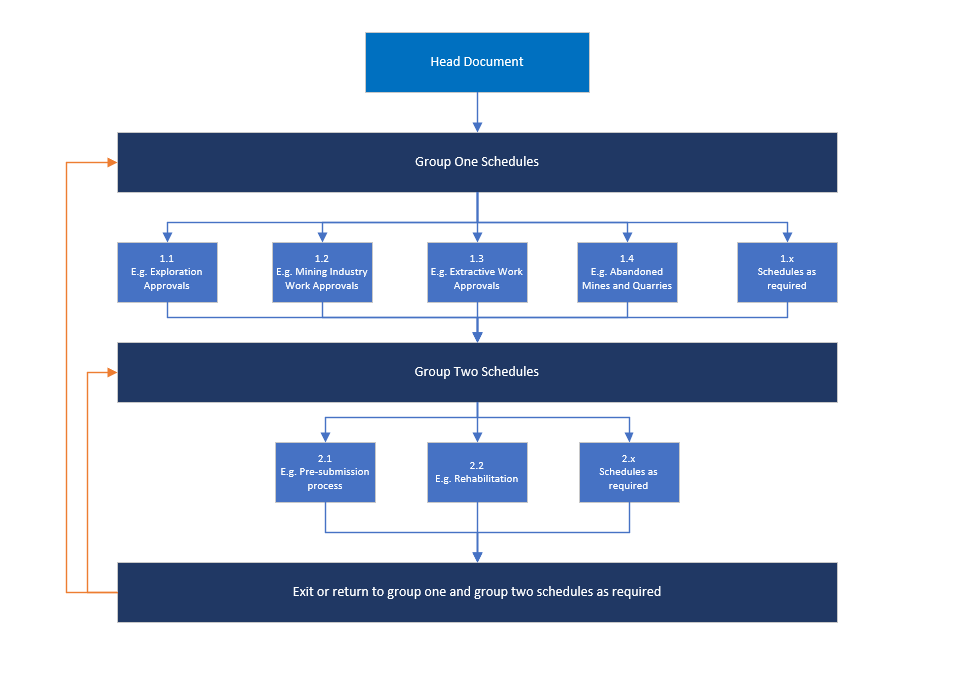 Head Document
Group One Schedules
1.1
E.g. Exploration
Approvals
1.2
E.g. Mining Industry
Work Approvals
1.3
E.g. Extractive Work
Approvals
1.4
E.g. Abandoned
Mines and Quarries
1.x
Schedules as
required
Group Two Schedules
2.1
E.g. Pre-submission
process
2.2
E.g. Rehabilitation
2.x
Schedules as
required
Exit or return to group one and group two schedules as required